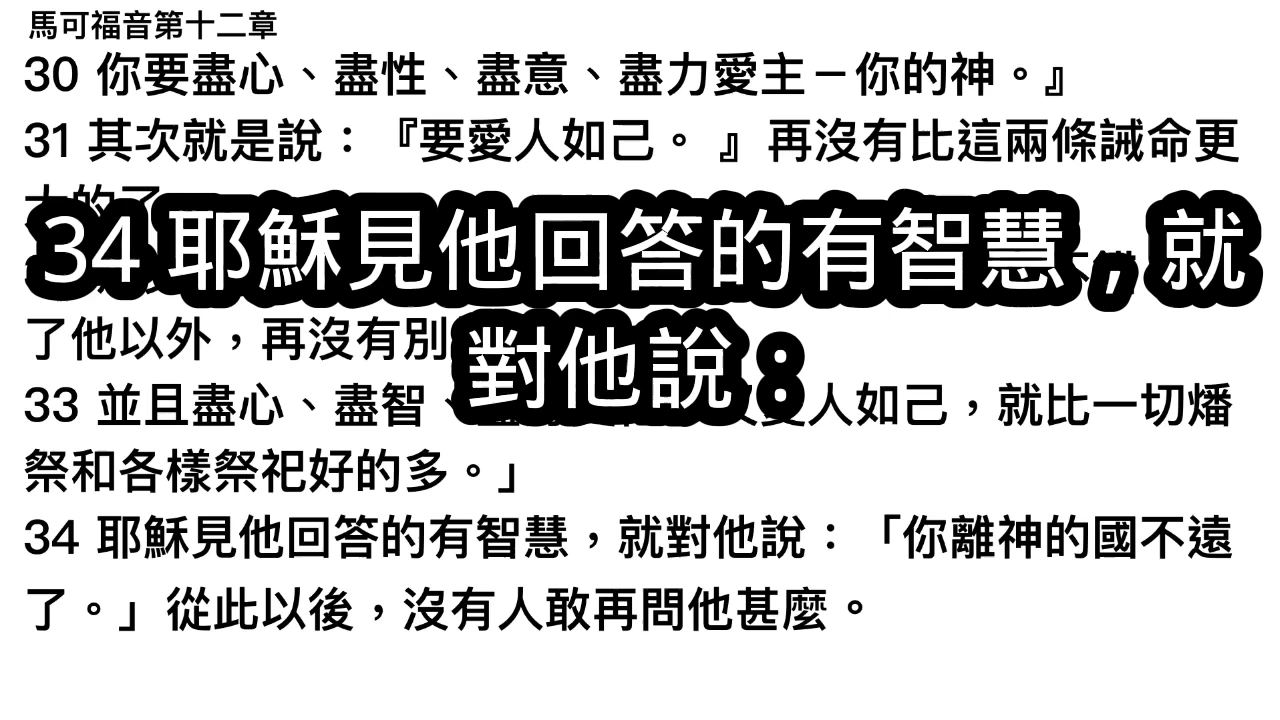 馬可福音第十二章
30 你要盡心、盡性、盡意、盡力愛主－你的神。』
31 其次就是說：『要愛人如己。 』再沒有比這兩條誡命更
大的了
34 耶穌見他回答的有智慧，就
對他說：
了他以外，再沒有別
33 並且盡心、盡智、 人如己，就比一切燔
祭和各樣祭祀好的多。」
34 耶穌見他回答的有智慧，就對他說：「你離神的國不遠
了。」從此以後，沒有人敢再問他甚麼。